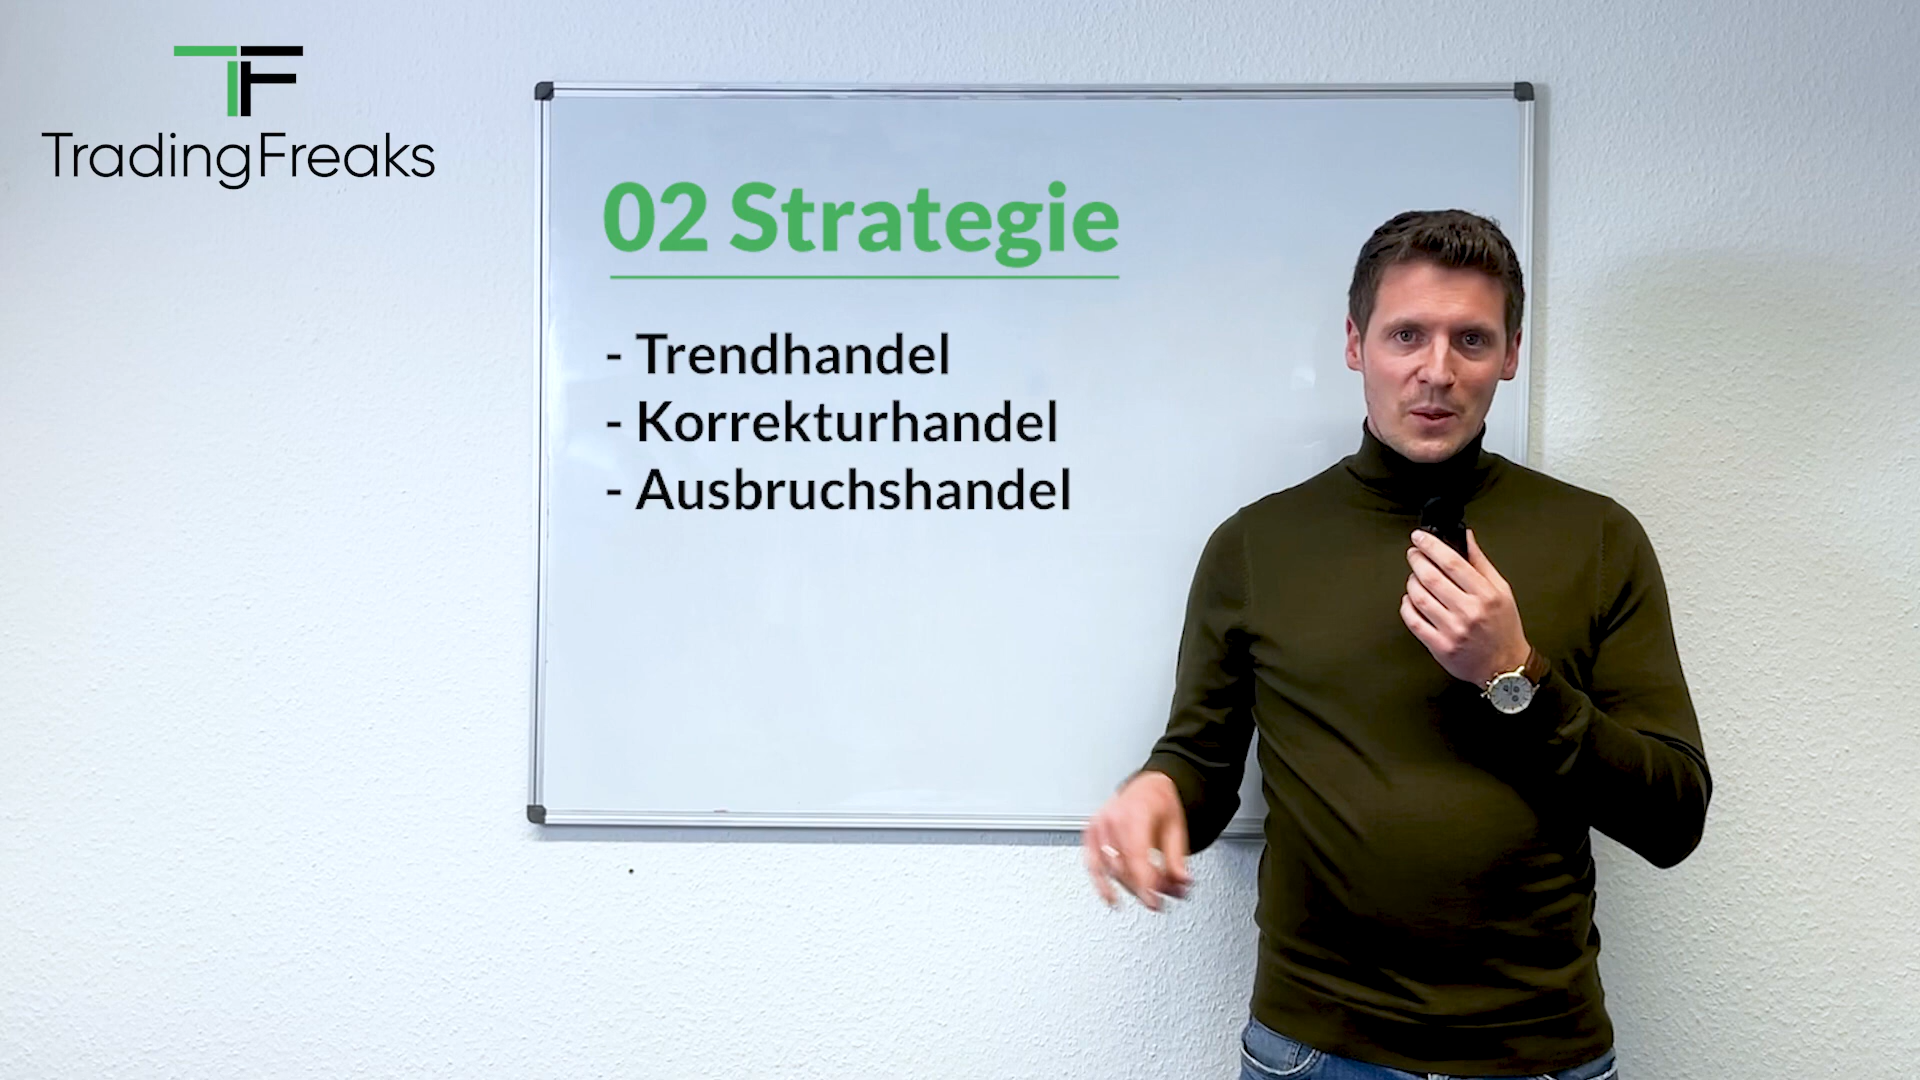 TF
TradingFreaks
02 Strategie
- Trendhandel
- Korrekturhandel
- Ausbruchshandel